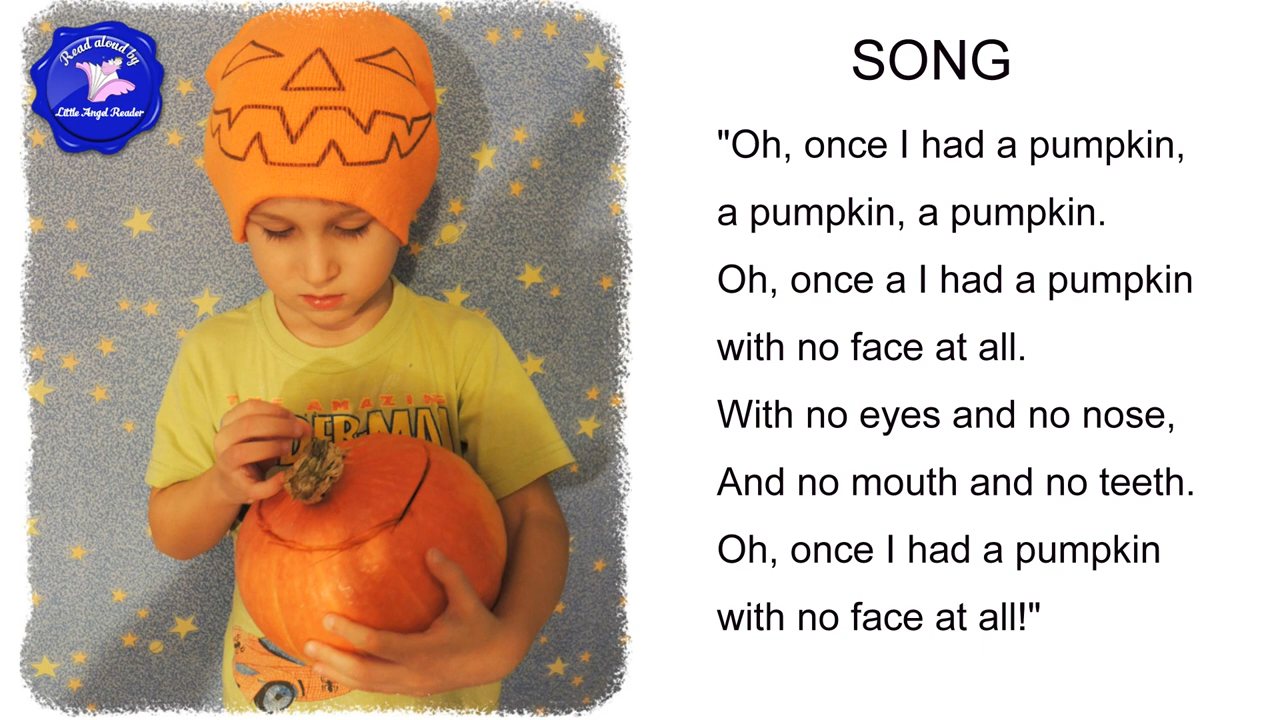 Read aloud by
Little Angel Reader
THE AMAZING
SONG
"Oh, once I had a pumpkin,
a pumpkin, a pumpkin.
Oh, once a I had a pumpkin
with no face at all.
With no eyes and no nose,
And no mouth and no teeth.
Oh, once I had a pumpkin
with no face at all!"